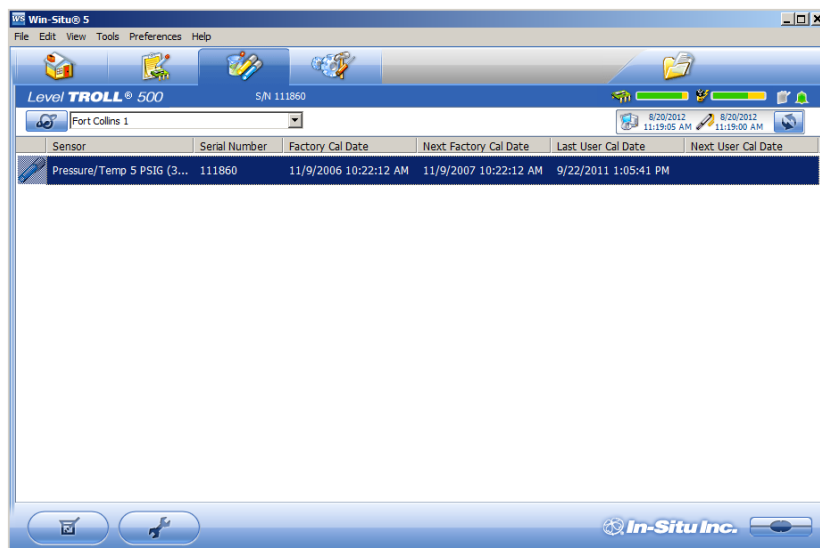 Win-Situ® 5
File Edit View Tools Preferences Help
Level TROLL® 500 S/N 111860
Fort Collins 1 8/20/2012 8/20/2012
11:19:05 AM 11:19:00 AM
Sensor Serial Number Factory Cal Date Next Factory Cal Date Last User Cal Date Next User Cal Date
Pressure/Temp 5 PSIG (3... 111860 11/9/2006 10:22:12 AM 11/9/2007 10:22:12 AM 9/22/2011 1:05:41 PM
In-Situ Inc.